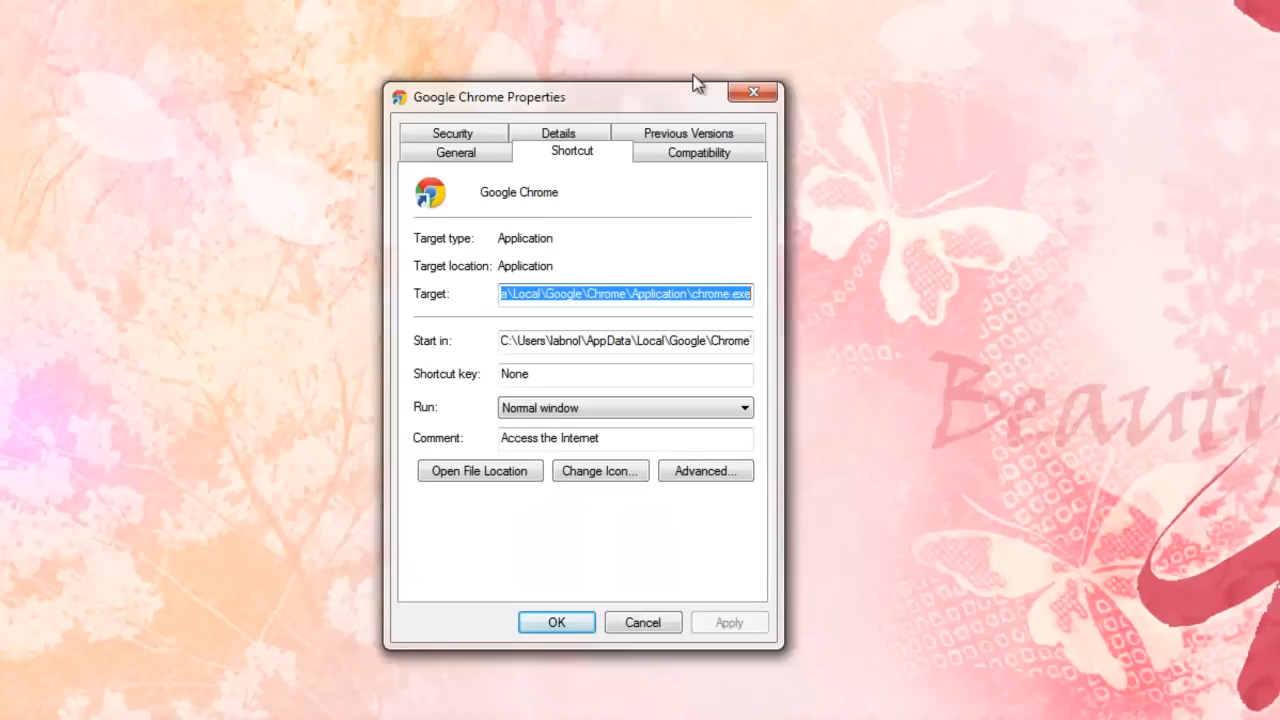 Google Chrome Properties
Security Details Previous Versions
General Shortcut Compatibility
Google Chrome
Target type: Application
Target location: Application
Target: a\Local\Google\Chrome\Application\chrome.exe
Start in: C:\Users\labnol\AppData\Local\Google\Chrome\
Shortcut key: None
Run: Normal window
Comment: Access the Internet
Open File Location Change Icon... Advanced...
OK Cancel Apply
Beauty